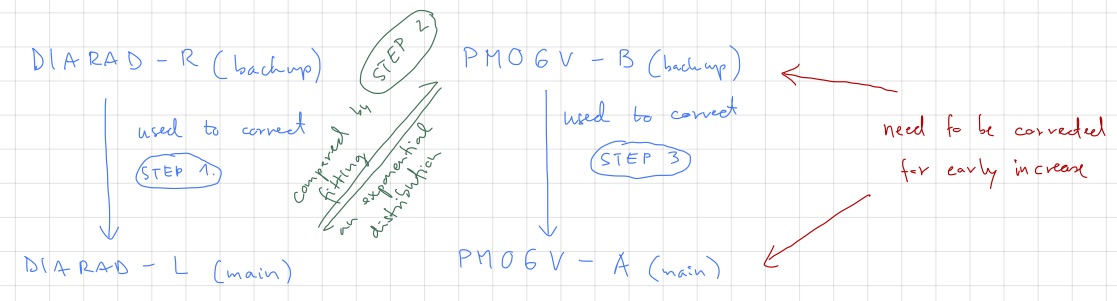 DIARAD - R (backup)
STEP 2
PMO6V - B (backup)
used to correct
STEP 1.
compared by
fitting
an exponential
distribution
used to correct
STEP 3
need to be corrected
for early increase
DIARAD - L (main)
PMO6V - A (main)